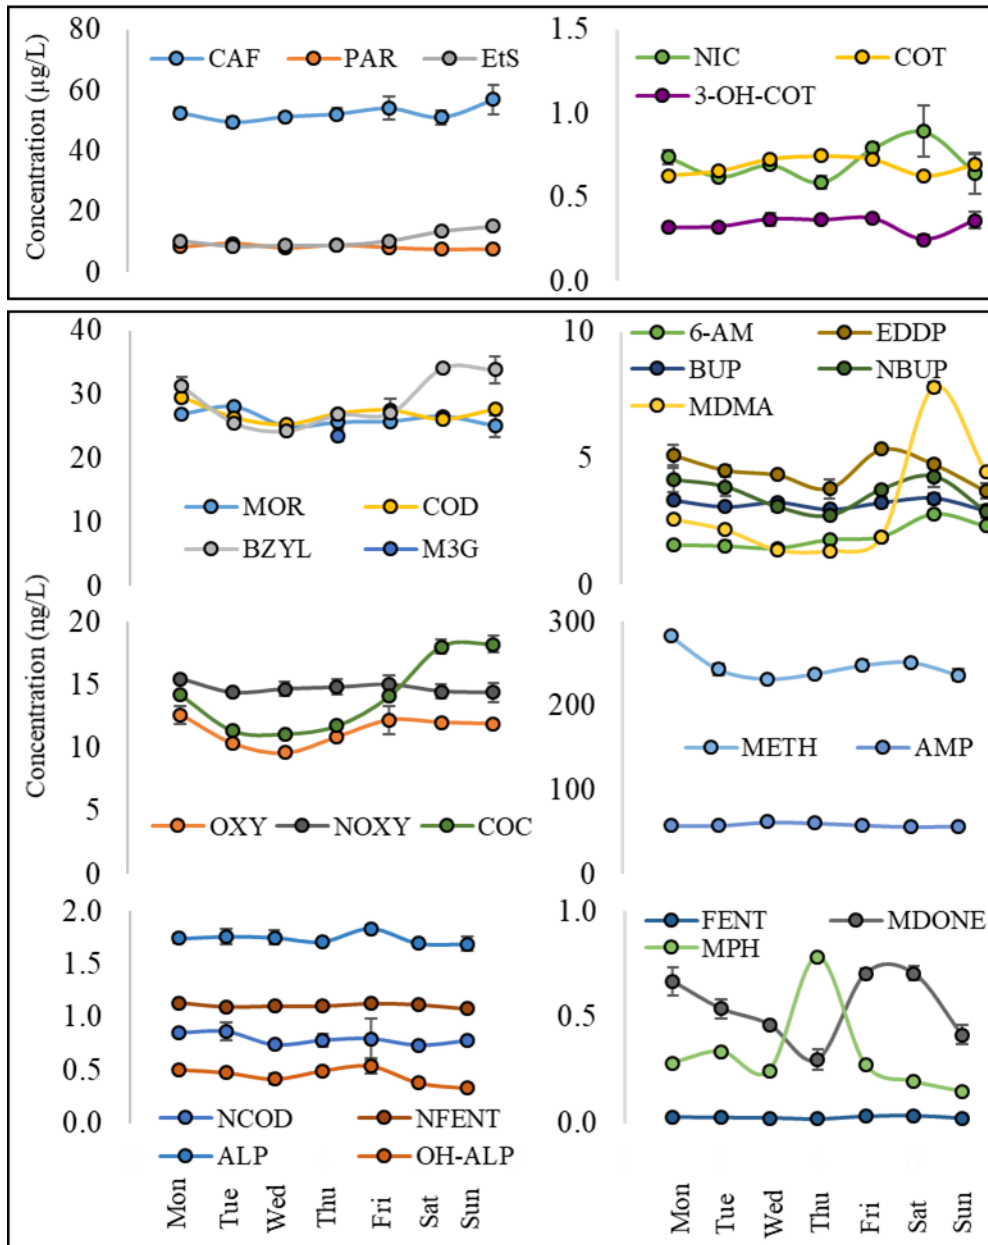 Concentration (µg/L)
80
60
40
20
0
CAF PAR EtS
1.5
1.0
0.5
0.0
NIC COT
3-OH-COT
Concentration (ng/L)
40
30
20
10
0
MOR COD
BZYL M3G
10
5
0
6-AM EDDP
BUP NBUP
MDMA
20
15
10
5
0
OXY NOXY COC
300
200
100
0
METH AMP
2.0
1.5
1.0
0.5
0.0
NCOD NFENT
ALP OH-ALP
Mon Tue Wed Thu Fri Sat Sun
1.0
0.5
0.0
FENT MDONE
MPH
Mon Tue Wed Thu Fri Sat Sun